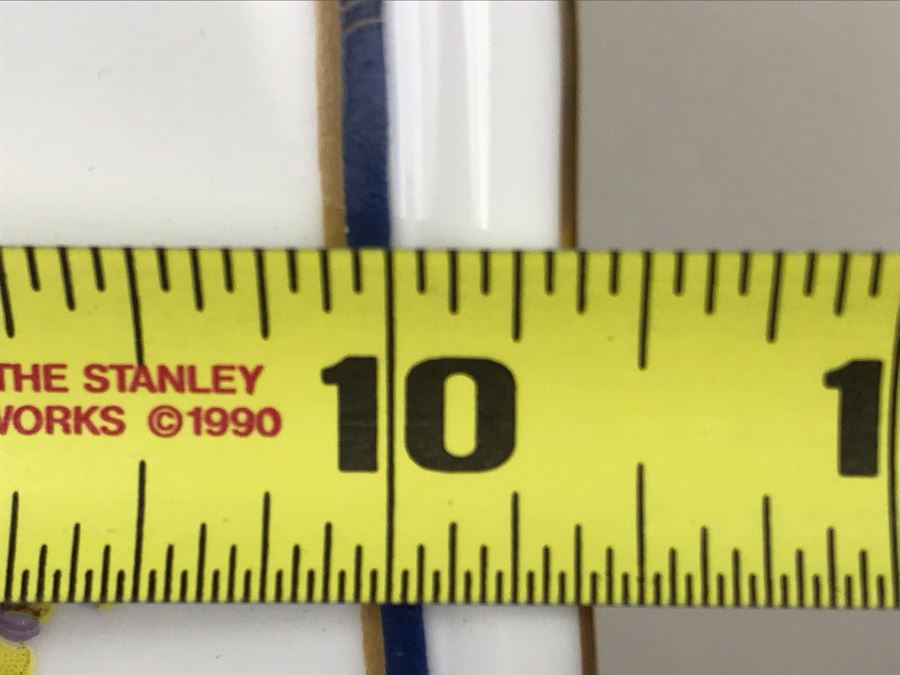 THE STANLEY
WORKS ©1990
10
1